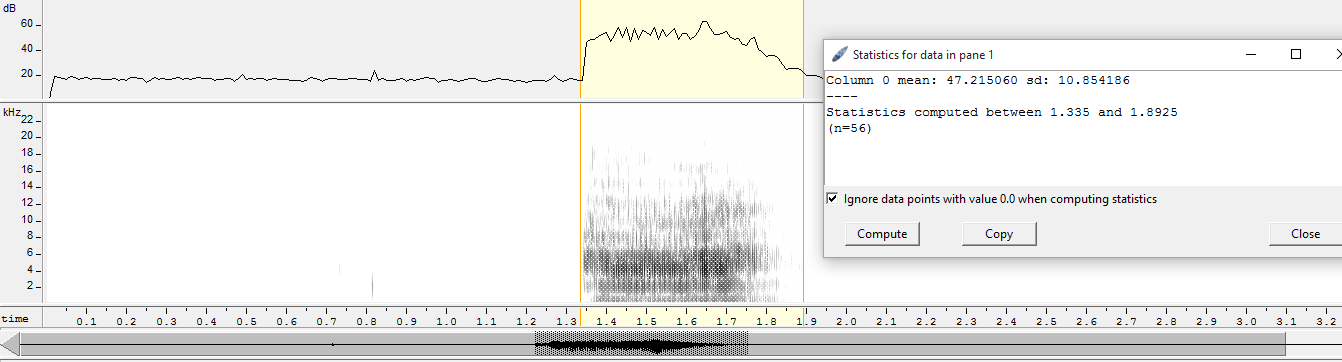 dB
60
40
20
kHz
22
20
18
16
14
12
10
8
6
4
2
time 0.1 0.2 0.3 0.4 0.5 0.6 0.7 0.8 0.9 1.0 1.1 1.2 1.3 1.4 1.5 1.6 1.7 1.8 1.9 2.0 2.1 2.2 2.3 2.4 2.5 2.6 2.7 2.8 2.9 3.0 3.1 3.2
Statistics for data in pane 1
Column 0 mean: 47.215060 sd: 10.854186
----
Statistics computed between 1.335 and 1.8925
(n=56)
Ignore data points with value 0.0 when computing statistics
Compute Copy Close